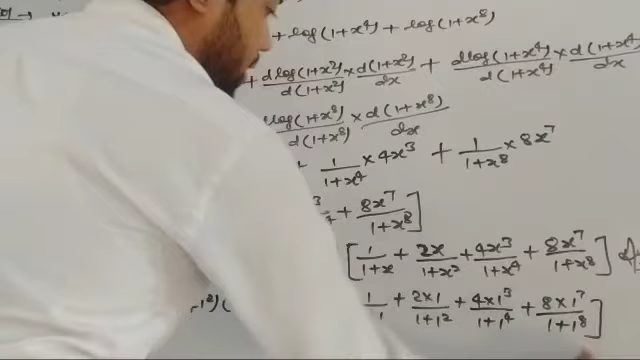 + log(1+x⁴) + log(1+x⁸)
+ dlog(1+x²)/d(1+x²) × d(1+x²)/dx + dlog(1+x⁴)/d(1+x⁴) × d(1+x⁴)/dx
log(1+x⁸)/d(1+x⁸) × d(1+x⁸)/dx
1/1+x⁴ × 4x³ + 1/1+x⁸ × 8x⁷
+ 8x⁷/1+x⁸]
[1/1+x + 2x/1+x² + 4x³/1+x⁴ + 8x⁷/1+x⁸]
+ 2×1/1+1² + 4×1³/1+1⁴ + 8×1⁷/1+1⁸]